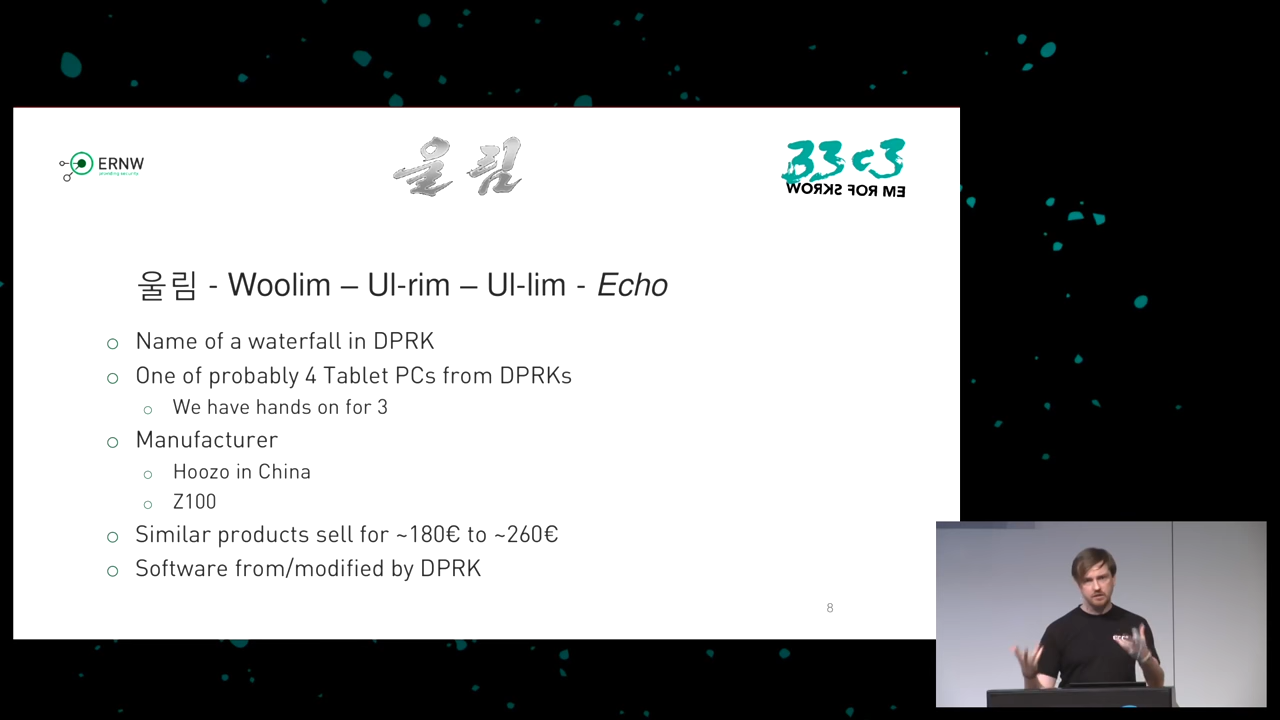 ERNW
providing security.
울림
33c3
WORKS FOR ME
울림 - Woolim – Ul-rim – Ul-lim - Echo
Name of a waterfall in DPRK
One of probably 4 Tablet PCs from DPRKs
We have hands on for 3
Manufacturer
Hoozo in China
Z100
Similar products sell for ~180€ to ~260€
Software from/modified by DPRK
8